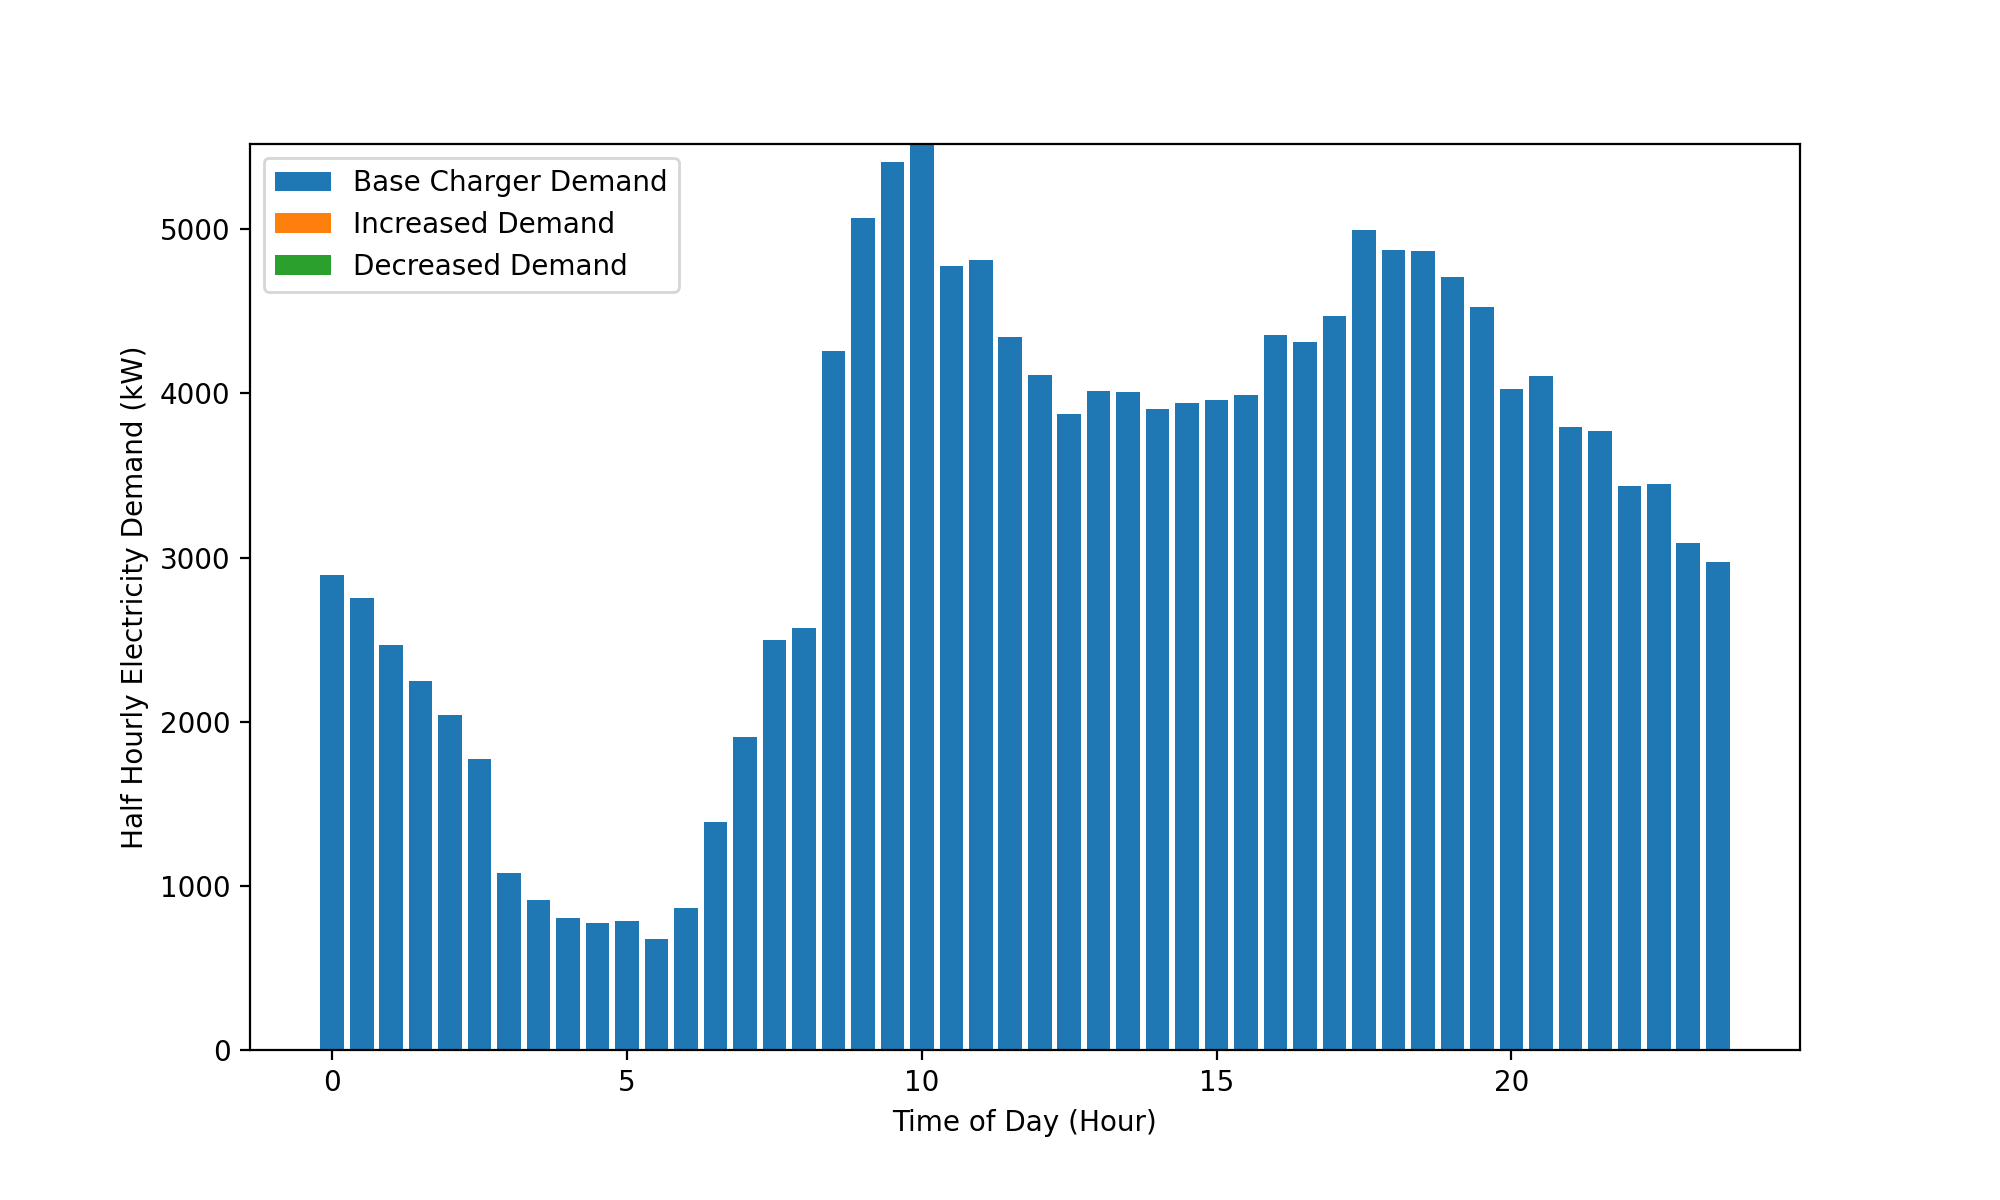 Base Charger Demand
Increased Demand
Decreased Demand
5000
4000
3000
2000
1000
0
Half Hourly Electricity Demand (kW)
0 5 10 15 20
Time of Day (Hour)